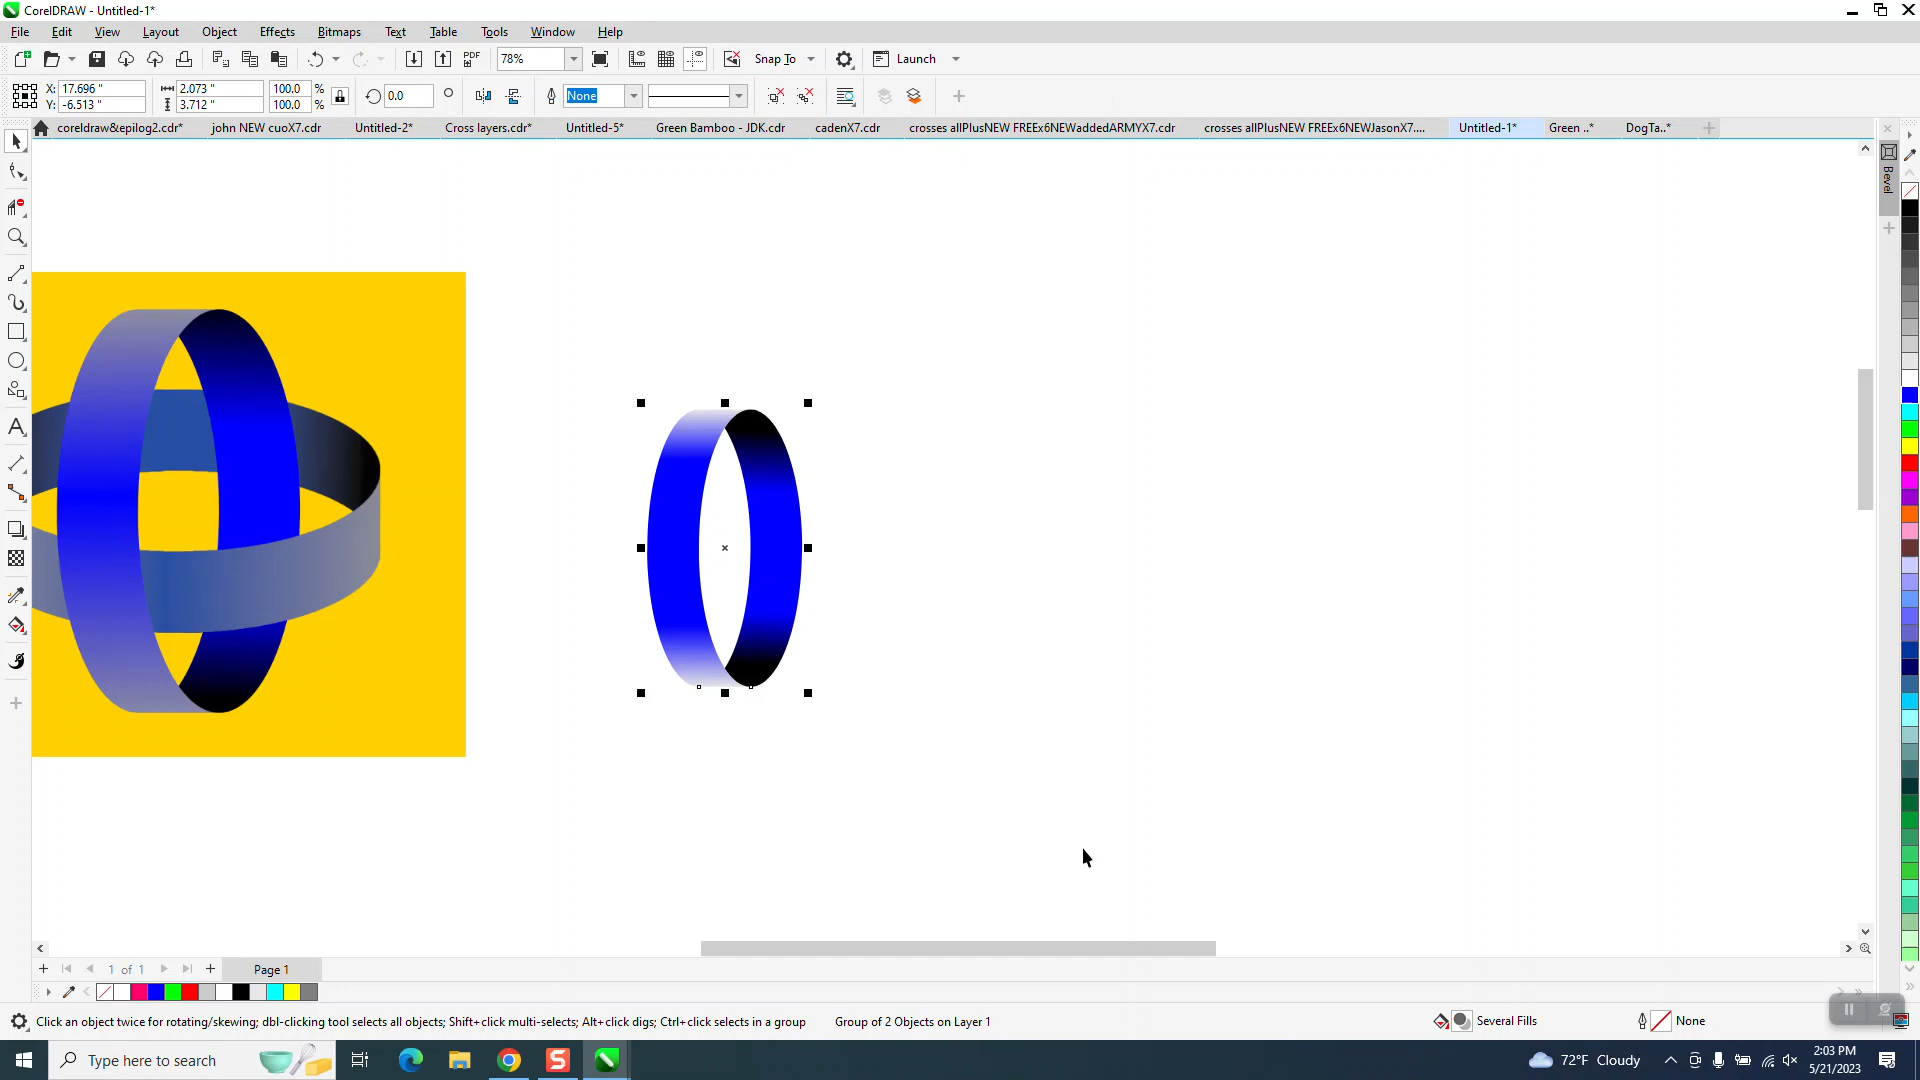 CorelDRAW - Untitled-1*
File Edit View Layout Object Effects Bitmaps Text Table Tools Window Help
PDF 78% Snap To Launch
X: 17.696 " 2.073 " 100.0 % 0.0 None
Y: -6.513 " 3.712 " 100.0 %
coreldraw&epilog2.cdr* john NEW cuoX7.cdr Untitled-2* Cross layers.cdr* Untitled-5* Green Bamboo - JDK.cdr cadenX7.cdr crosses allPlusNEW FREEx6NEWaddedARMYX7.cdr crosses allPlusNEW FREEx6NEWJasonX7.... Untitled-1* Green ..* DogTa..*
Bevel
1 of 1 Page 1
Click an object twice for rotating/skewing; dbl-clicking tool selects all objects; Shift+click multi-selects; Alt+click digs; Ctrl+click selects in a group Group of 2 Objects on Layer 1 Several Fills None
Type here to search 72°F Cloudy 2:03 PM
5/21/2023